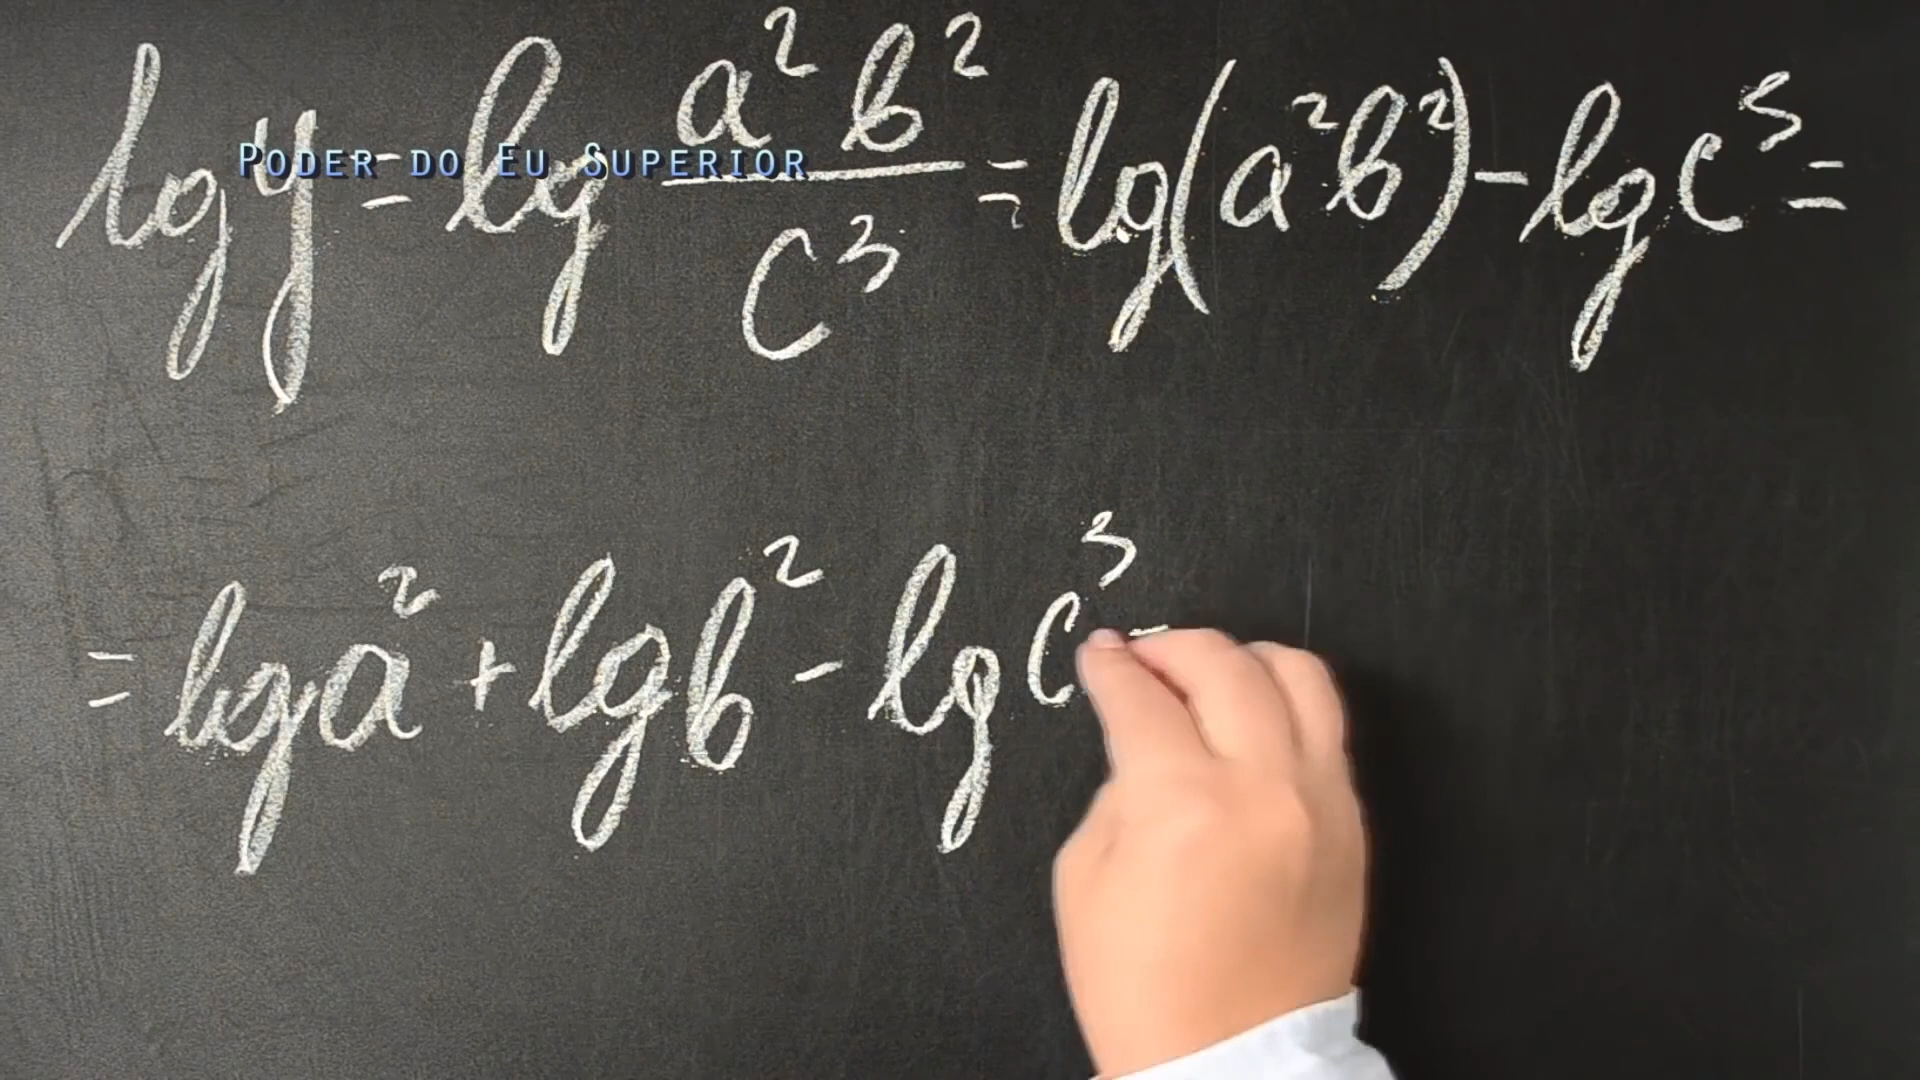 Poder do Eu Superior
lg y = lg a²b²/c³ = lg(a²b²) - lg c³ =
= lg a² + lg b² - lg c³ =